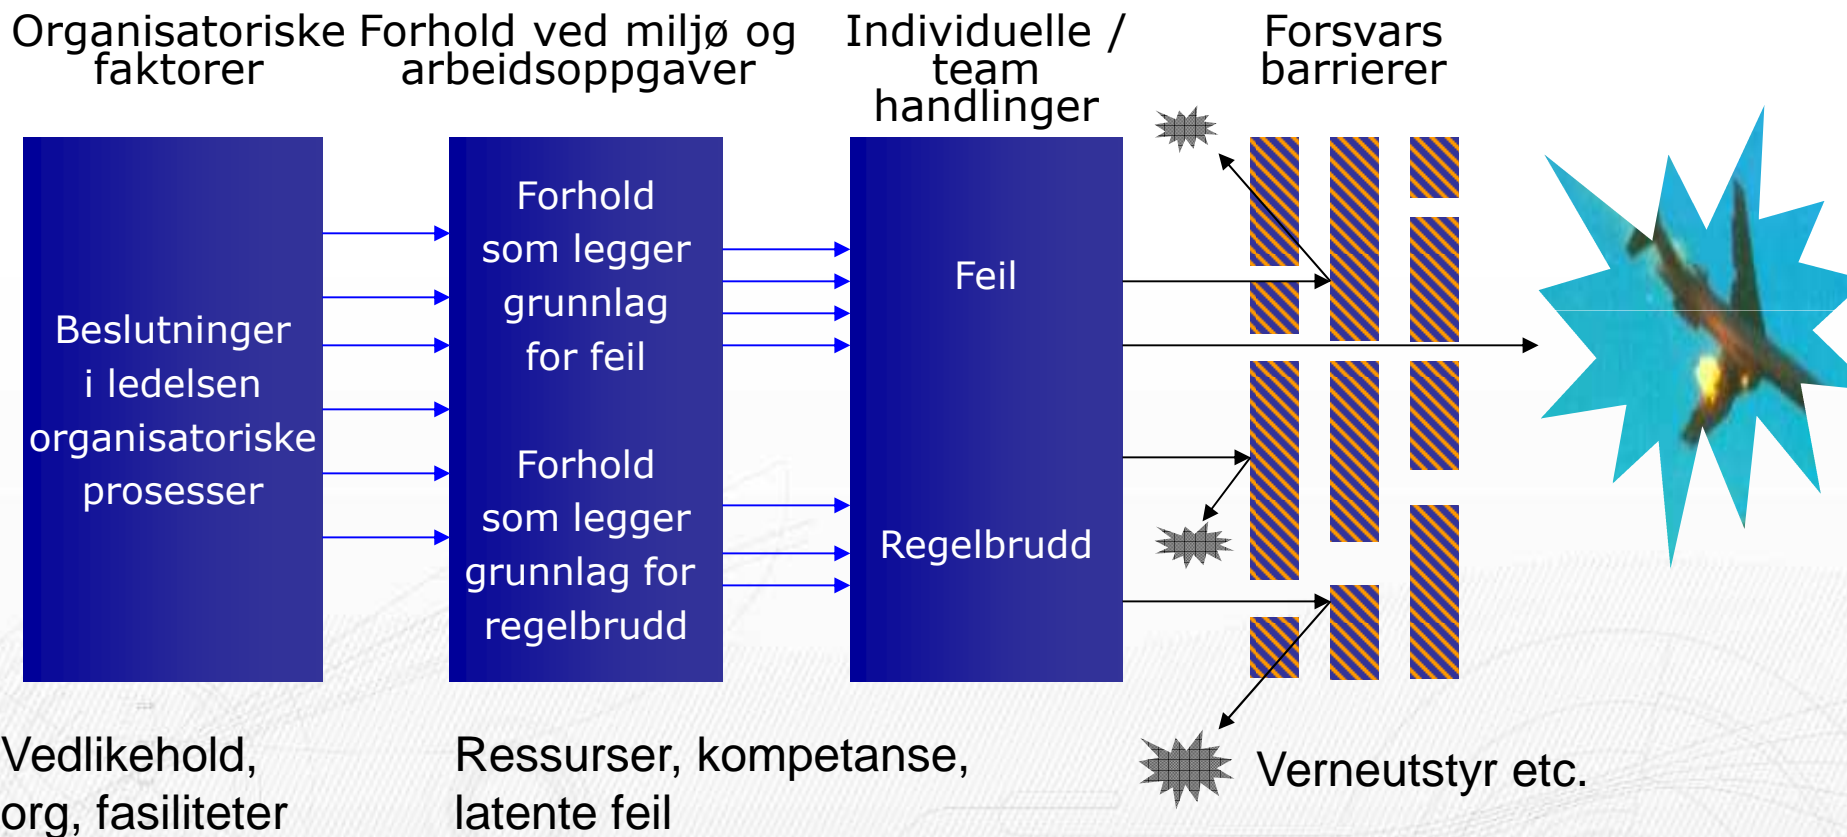 Organisatoriske
faktorer
Forhold ved miljø og
arbeidsoppgaver
Individuelle /
team
handlinger
Forsvars
barrierer
Beslutninger
i ledelsen
organisatoriske
prosesser
Forhold
som legger
grunnlag
for feil
Forhold
som legger
grunnlag for
regelbrudd
Feil
Regelbrudd
Vedlikehold,
org, fasiliteter
Ressurser, kompetanse,
latente feil
Verneutstyr etc.